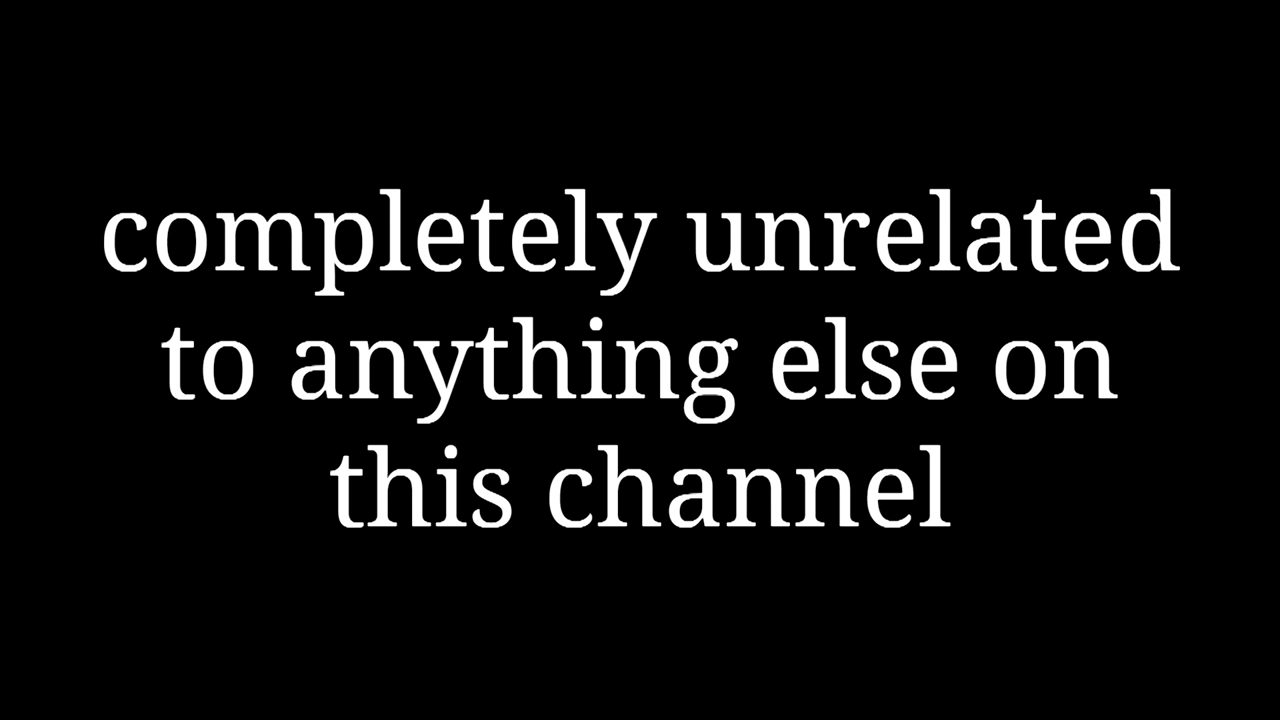 completely unrelated
to anything else on
this channel